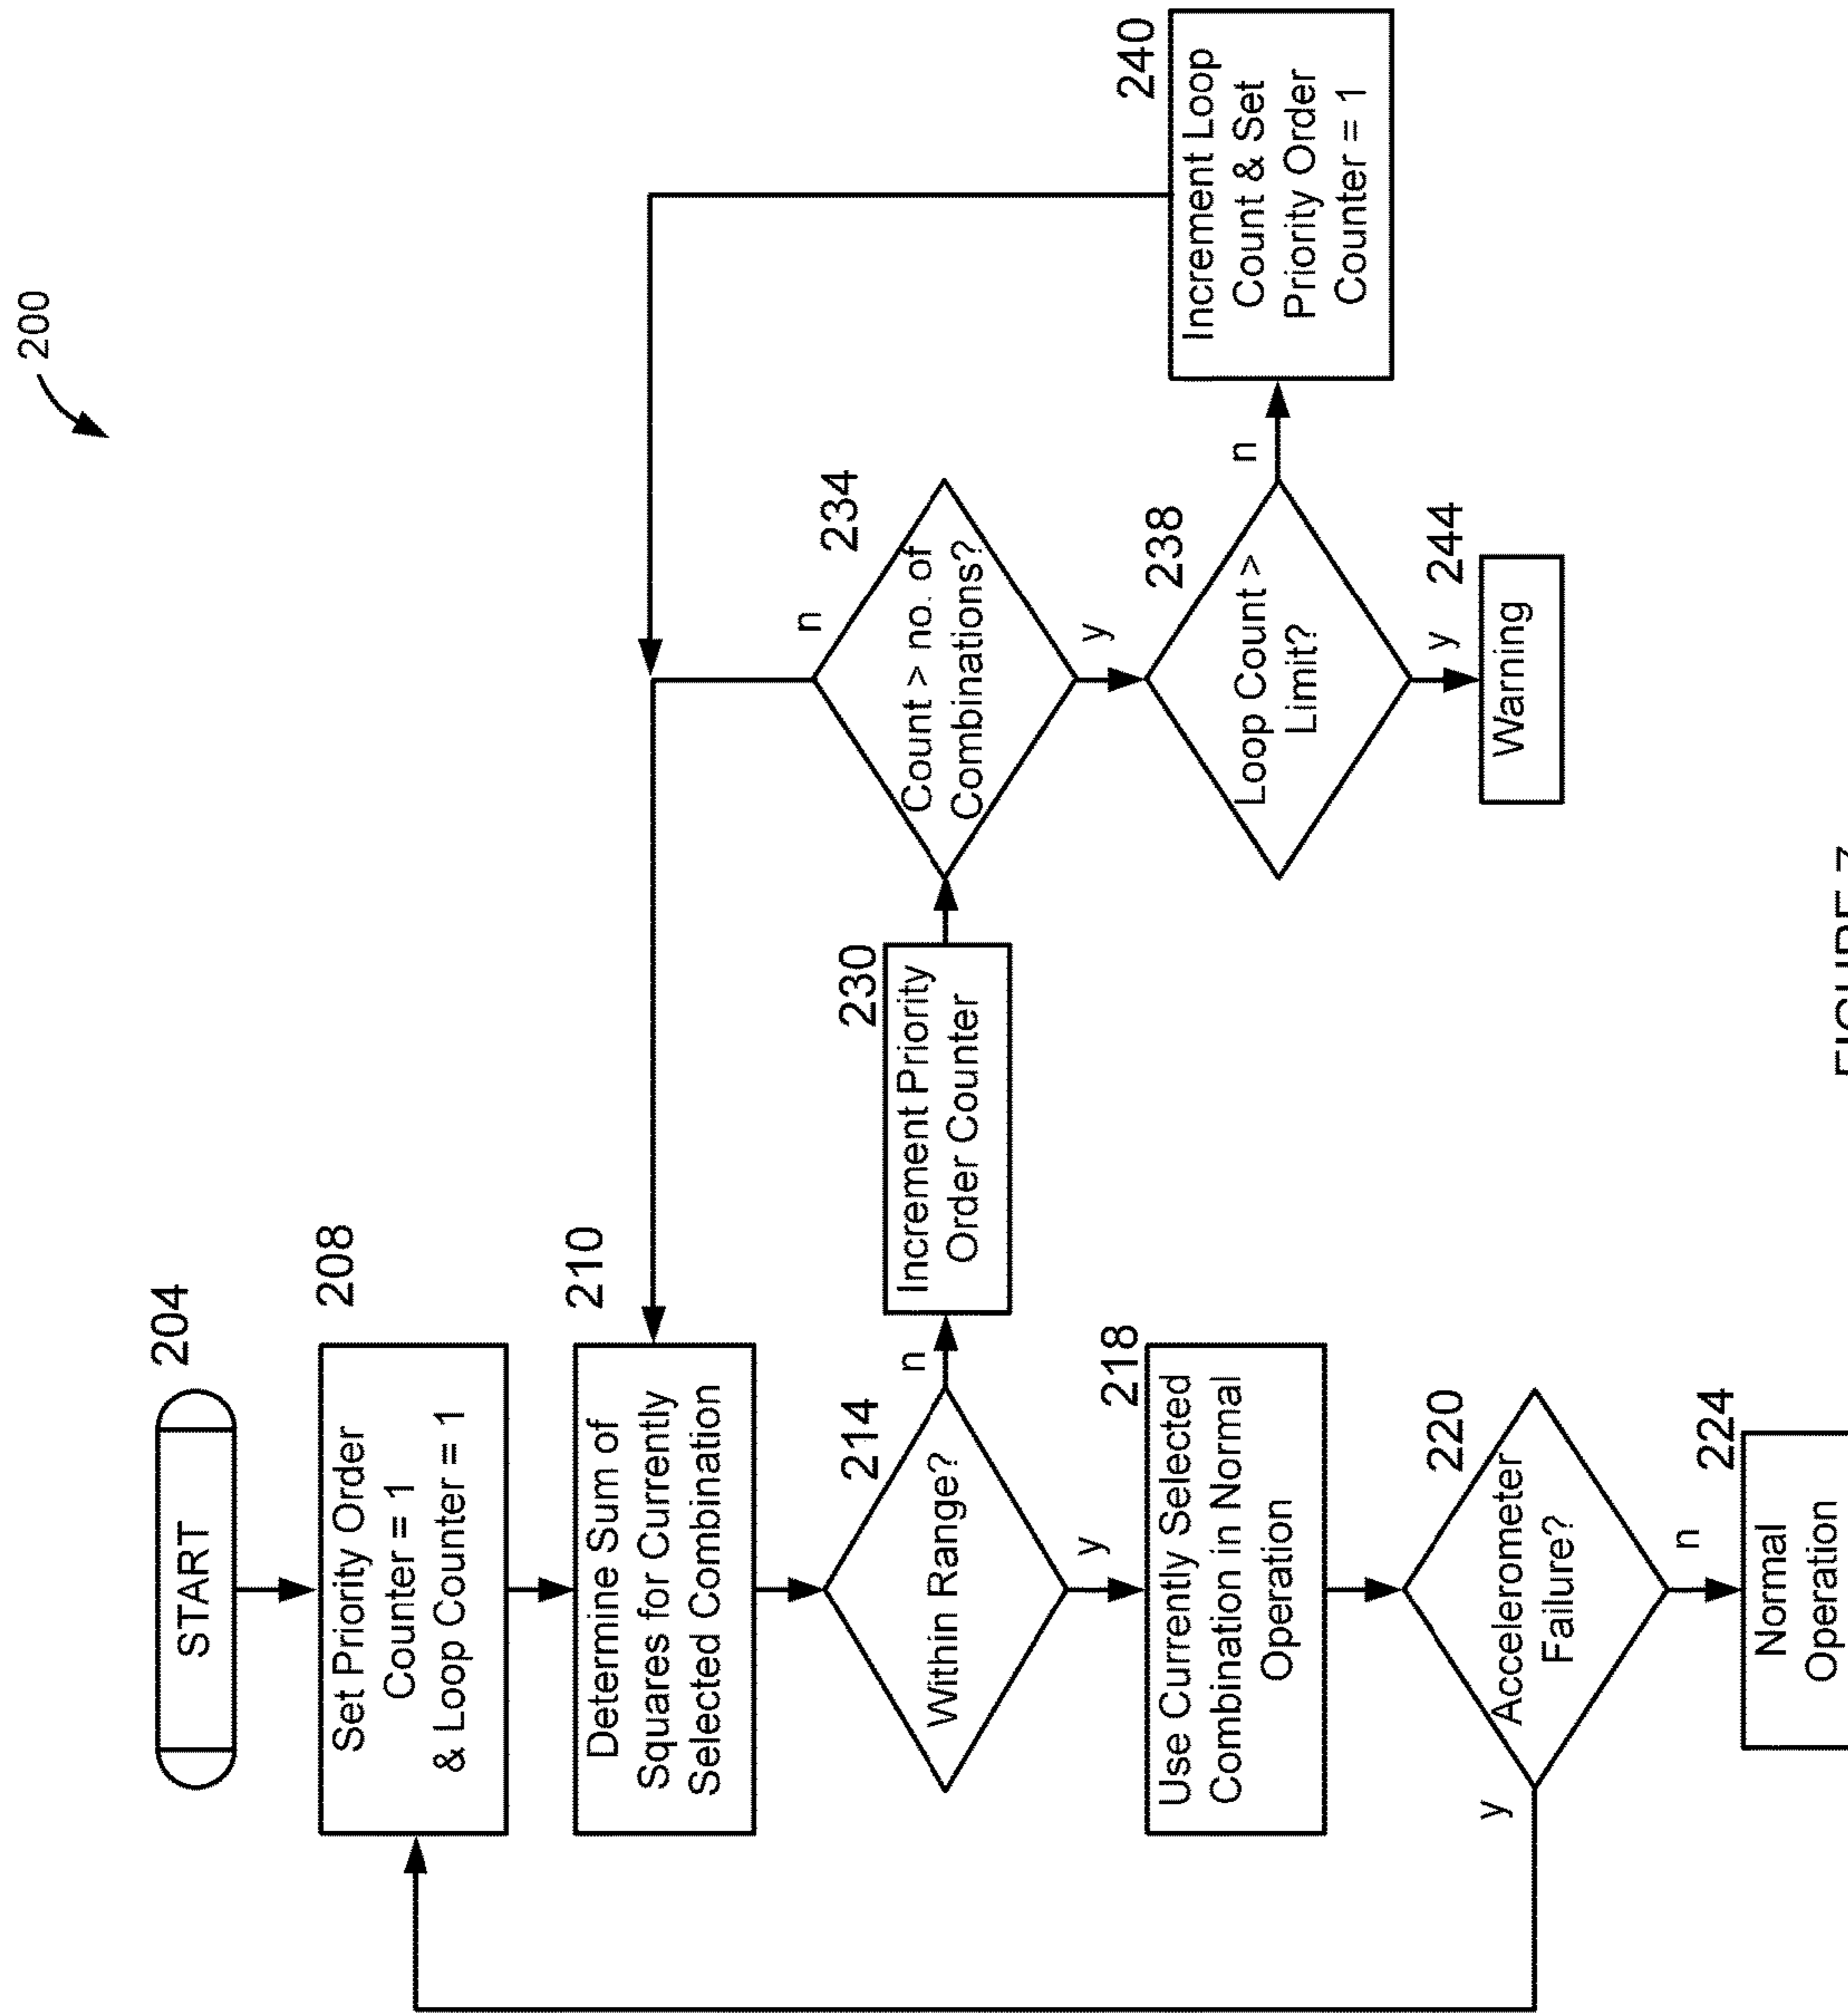 200
START
204
Set Priority Order
Counter = 1
& Loop Counter = 1
208
Determine Sum of
Squares for Currently
Selected Combination
210
Within Range?
214
n
y
Use Currently Selected
Combination in Normal
Operation
218
Accelerometer
Failure?
220
y
n
Normal
Operation
224
Increment Priority
Order Counter
230
Count > no. of
Combinations?
234
n
y
Loop Count >
Limit?
238
n
y
Increment Loop
Count & Set
Priority Order
Counter = 1
240
Warning
244
FIGURE 7